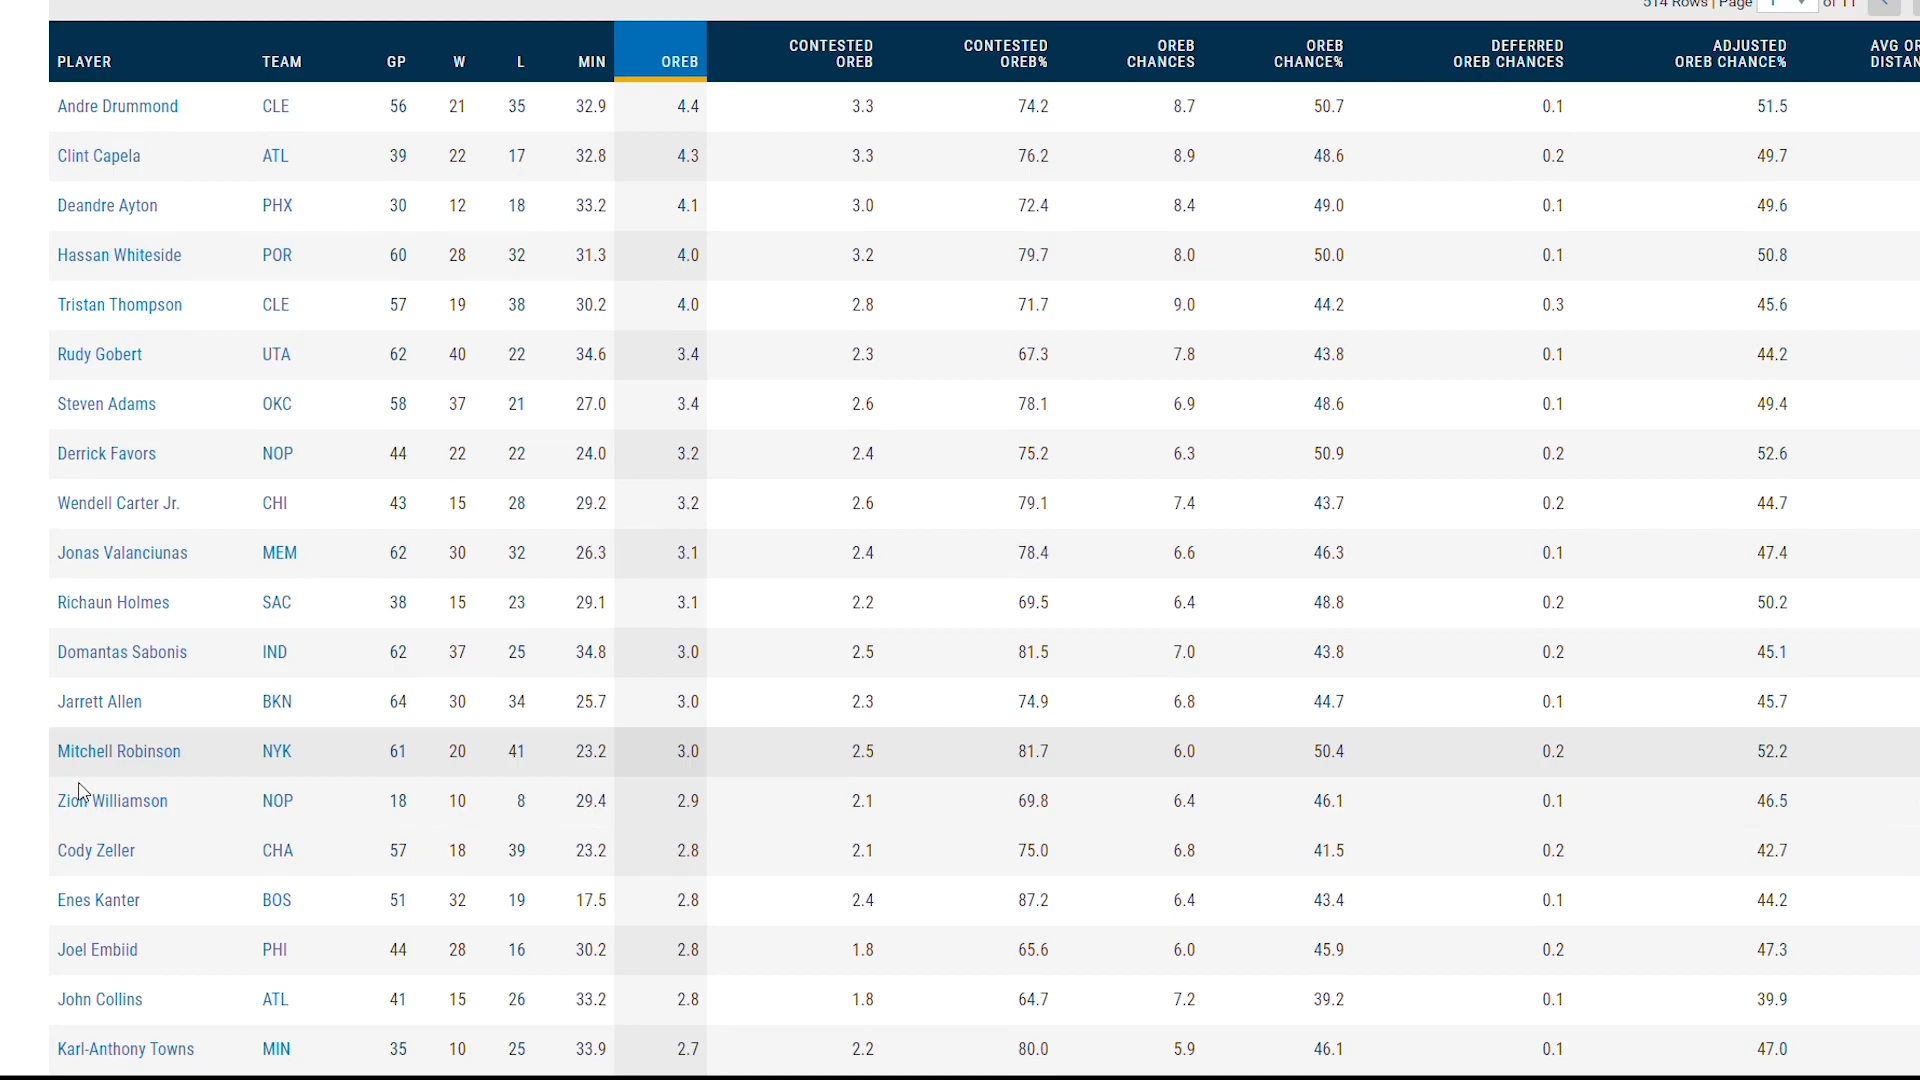 514 Rows | Page 1 of 11
PLAYER TEAM GP W L MIN OREB CONTESTED OREB CONTESTED OREB% OREB CHANCES OREB CHANCE% DEFERRED OREB CHANCES ADJUSTED OREB CHANCE% AVG
Andre Drummond CLE 56 21 35 32.9 4.4 3.3 74.2 8.7 50.7 0.1 51.5
Clint Capela ATL 39 22 17 32.8 4.3 3.3 76.2 8.9 48.6 0.2 49.7
Deandre Ayton PHX 30 12 18 33.2 4.1 3.0 72.4 8.4 49.0 0.1 49.6
Hassan Whiteside POR 60 28 32 31.3 4.0 3.2 79.7 8.0 50.0 0.1 50.8
Tristan Thompson CLE 57 19 38 30.2 4.0 2.8 71.7 9.0 44.2 0.3 45.6
Rudy Gobert UTA 62 40 22 34.6 3.4 2.3 67.3 7.8 43.8 0.1 44.2
Steven Adams OKC 58 37 21 27.0 3.4 2.6 78.1 6.9 48.6 0.1 49.4
Derrick Favors NOP 44 22 22 24.0 3.2 2.4 75.2 6.3 50.9 0.2 52.6
Wendell Carter Jr. CHI 43 15 28 29.2 3.2 2.6 79.1 7.4 43.7 0.2 44.7
Jonas Valanciunas MEM 62 30 32 26.3 3.1 2.4 78.4 6.6 46.3 0.1 47.4
Richaun Holmes SAC 38 15 23 29.1 3.1 2.2 69.5 6.4 48.8 0.2 50.2
Domantas Sabonis IND 62 37 25 34.8 3.0 2.5 81.5 7.0 43.8 0.2 45.1
Jarrett Allen BKN 64 30 34 25.7 3.0 2.3 74.9 6.8 44.7 0.1 45.7
Mitchell Robinson NYK 61 20 41 23.2 3.0 2.5 81.7 6.0 50.4 0.2 52.2
Zion Williamson NOP 18 10 8 29.4 2.9 2.1 69.8 6.4 46.1 0.1 46.5
Cody Zeller CHA 57 18 39 23.2 2.8 2.1 75.0 6.8 41.5 0.2 42.7
Enes Kanter BOS 51 32 19 17.5 2.8 2.4 87.2 6.4 43.4 0.1 44.2
Joel Embiid PHI 44 28 16 30.2 2.8 1.8 65.6 6.0 45.9 0.2 47.3
John Collins ATL 41 15 26 33.2 2.8 1.8 64.7 7.2 39.2 0.1 39.9
Karl-Anthony Towns MIN 35 10 25 33.9 2.7 2.2 80.0 5.9 46.1 0.1 47.0